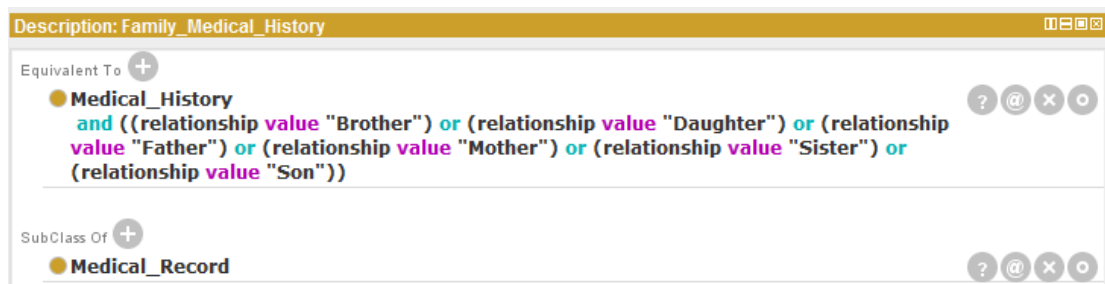 Description: Family_Medical_History
Equivalent To
Medical_History
and ((relationship value "Brother") or (relationship value "Daughter") or (relationship
value "Father") or (relationship value "Mother") or (relationship value "Sister") or
(relationship value "Son"))
SubClass Of
Medical_Record